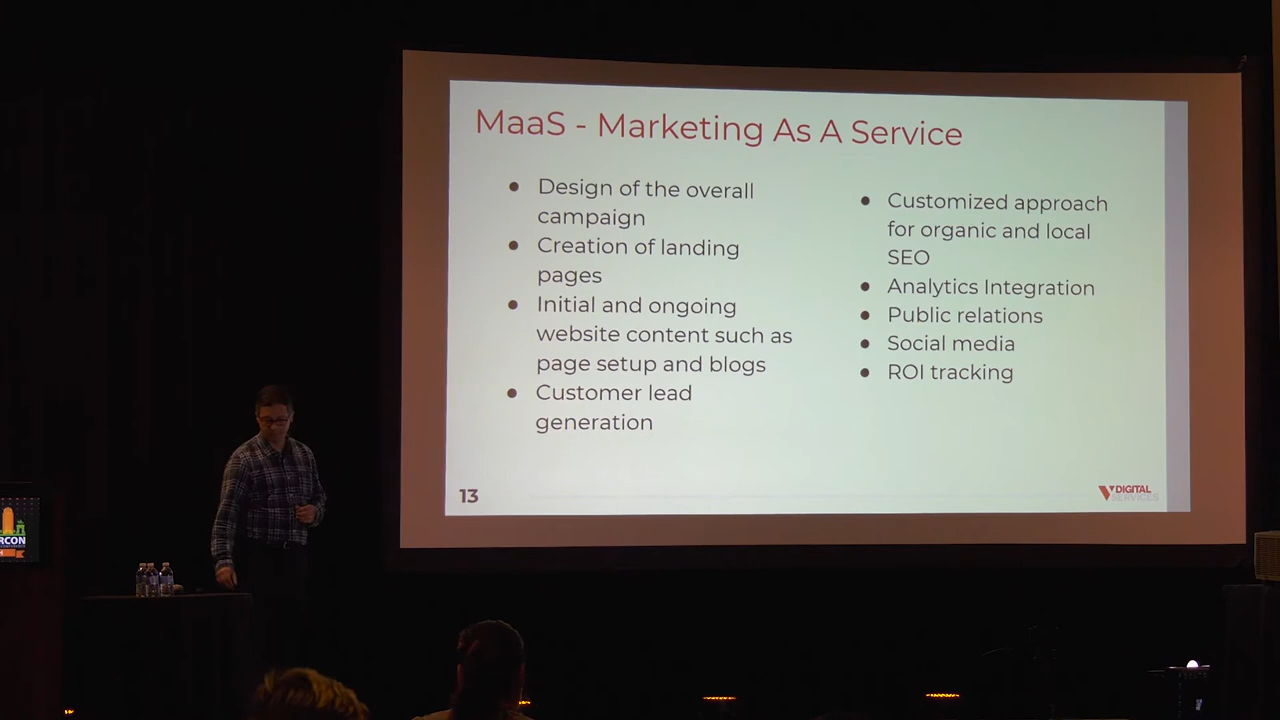 MaaS - Marketing As A Service
● Design of the overall
campaign
● Creation of landing
pages
● Initial and ongoing
website content such as
page setup and blogs
● Customer lead
generation
● Customized approach
for organic and local
SEO
● Analytics Integration
● Public relations
● Social media
● ROI tracking
13
DIGITAL
SERVICES
RCON